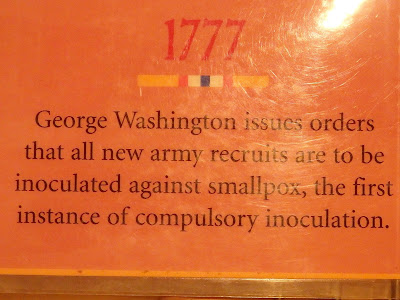 1777
George Washington issues orders
that all new army recruits are to be
inoculated against smallpox, the first
instance of compulsory inoculation.